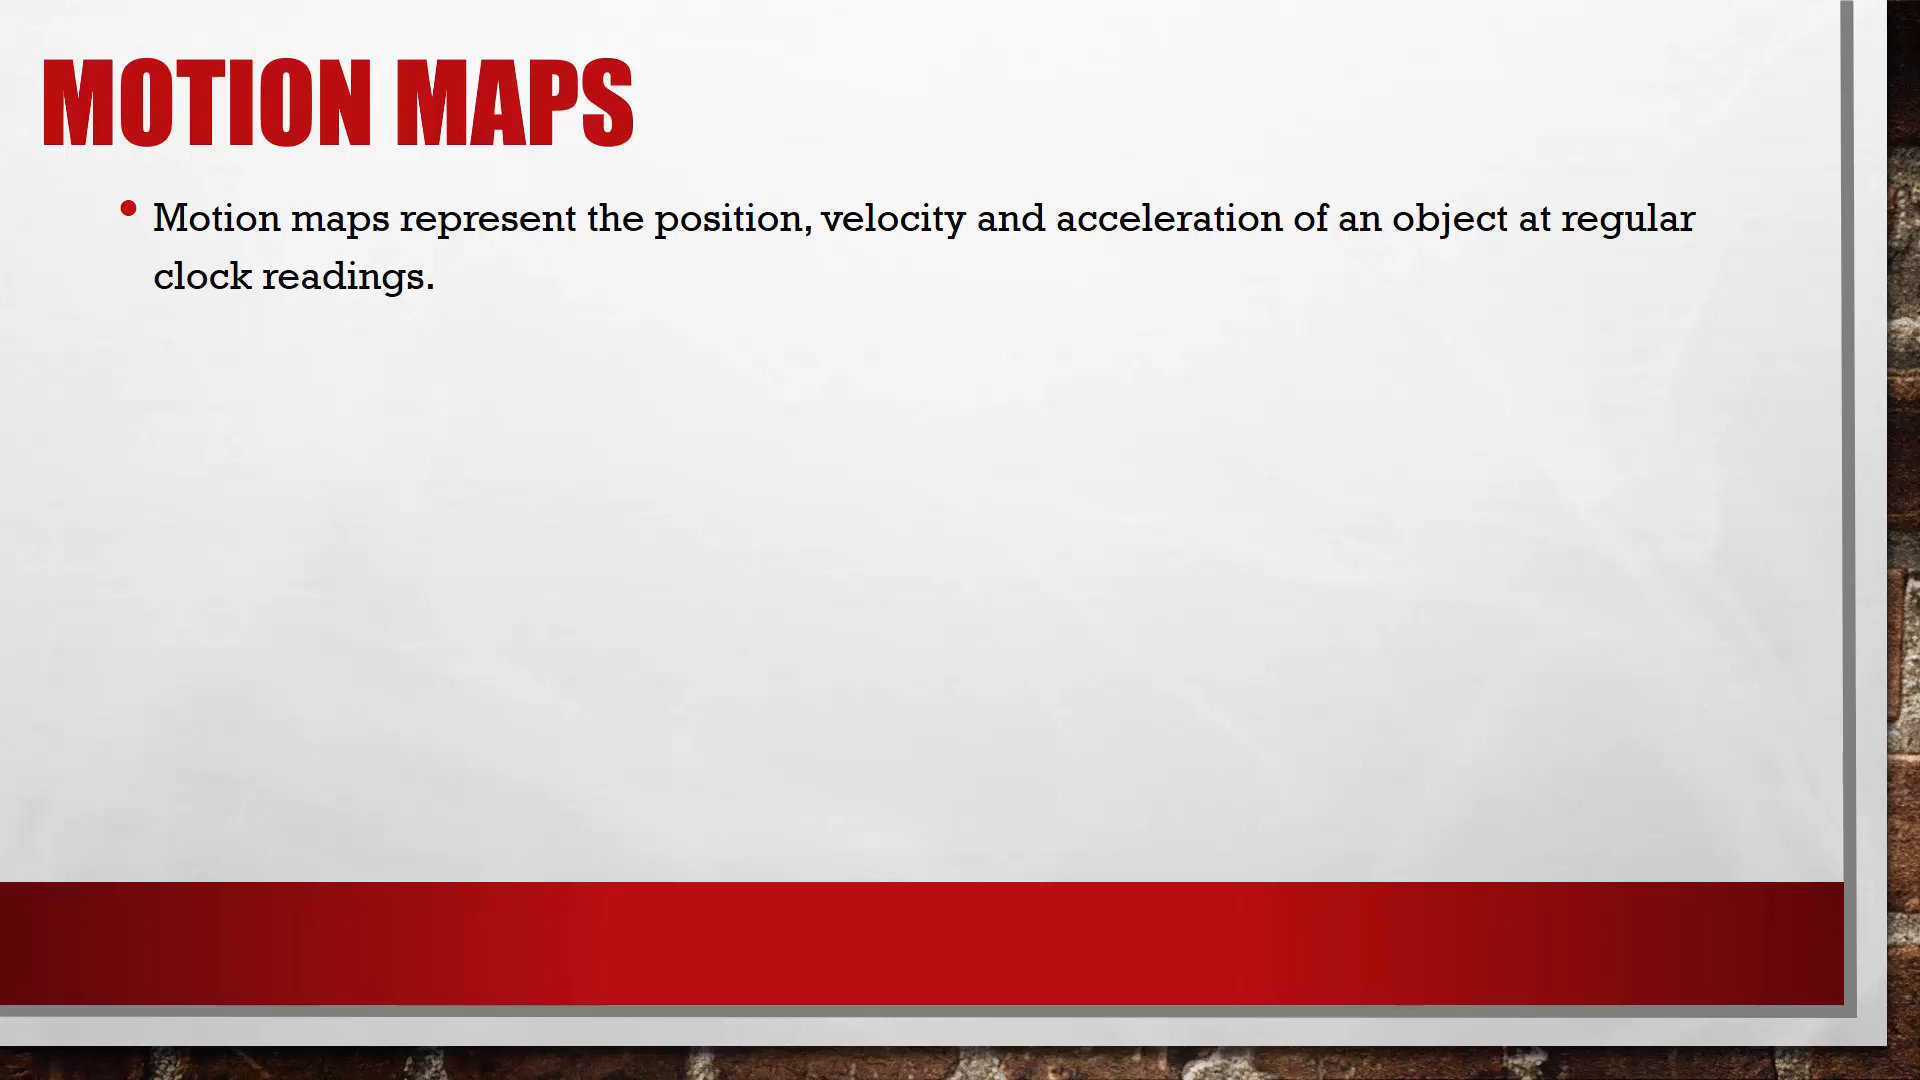 MOTION MAPS
• Motion maps represent the position, velocity and acceleration of an object at regular
clock readings.